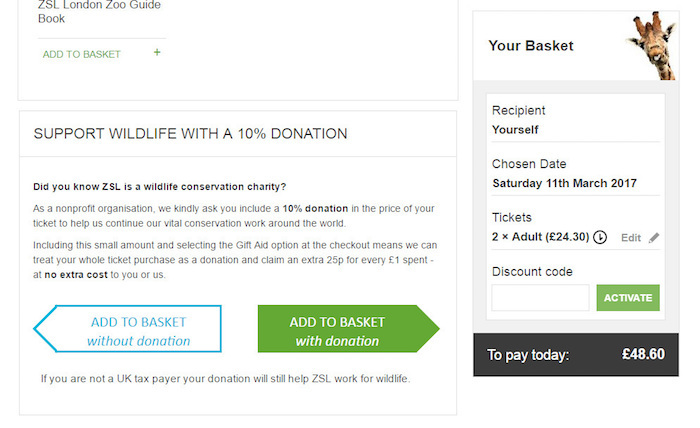 ZSL London Zoo Guide
Book
ADD TO BASKET +
SUPPORT WILDLIFE WITH A 10% DONATION
Did you know ZSL is a wildlife conservation charity?
As a nonprofit organisation, we kindly ask you include a 10% donation in the price of your
ticket to help us continue our vital conservation work around the world.
Including this small amount and selecting the Gift Aid option at the checkout means we can
treat your whole ticket purchase as a donation and claim an extra 25p for every £1 spent -
at no extra cost to you or us.
ADD TO BASKET
without donation
ADD TO BASKET
with donation
If you are not a UK tax payer your donation will still help ZSL work for wildlife.
Your Basket
Recipient
Yourself
Chosen Date
Saturday 11th March 2017
Tickets
2 × Adult (£24.30) Edit
Discount code
ACTIVATE
To pay today: £48.60